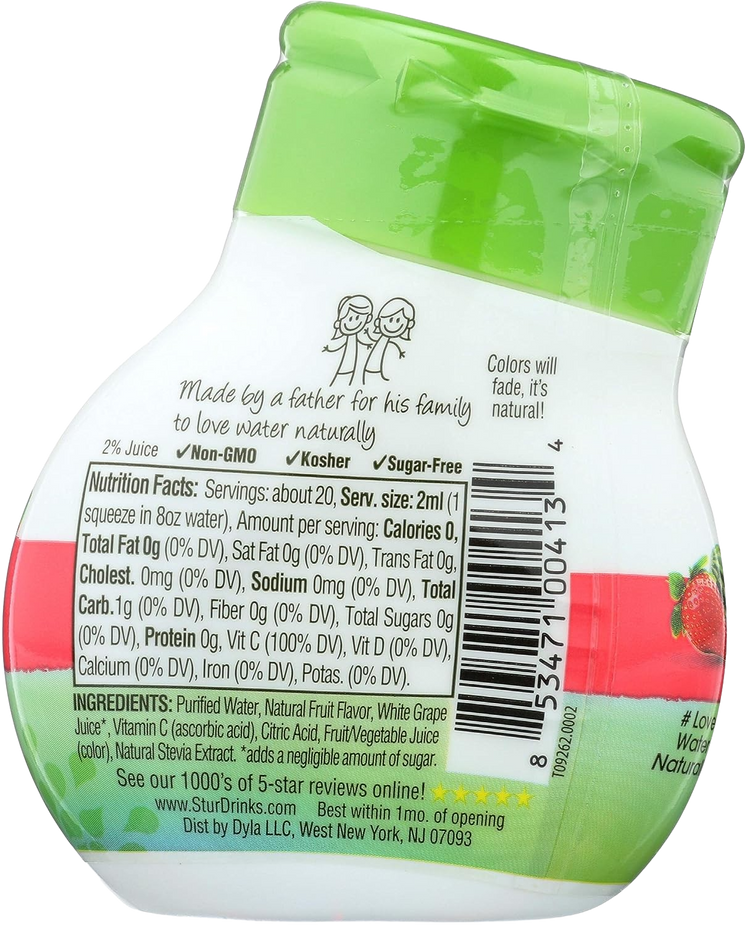 Made by a father for his family
to love water naturally
Colors will
fade, it's
natural!
2% Juice ✓Non-GMO ✓Kosher ✓Sugar-Free
Nutrition Facts: Servings: about 20, Serv. size: 2ml (1
squeeze in 8oz water), Amount per serving: Calories 0,
Total Fat 0g (0% DV), Sat Fat 0g (0% DV), Trans Fat 0g,
Cholest. 0mg (0% DV), Sodium 0mg (0% DV), Total
Carb.1g (0% DV), Fiber 0g (0% DV), Total Sugars 0g
(0% DV), Protein 0g, Vit C (100% DV), Vit D (0% DV),
Calcium (0% DV), Iron (0% DV), Potas. (0% DV).
INGREDIENTS: Purified Water, Natural Fruit Flavor, White Grape
Juice*, Vitamin C (ascorbic acid), Citric Acid, Fruit/Vegetable Juice
(color), Natural Stevia Extract. *adds a negligible amount of sugar.
See our 1000's of 5-star reviews online!
www.SturDrinks.com Best within 1mo. of opening
Dist by Dyla LLC, West New York, NJ 07093
8 53471 00413 4
T09262.0002
# Love
Water
Natural